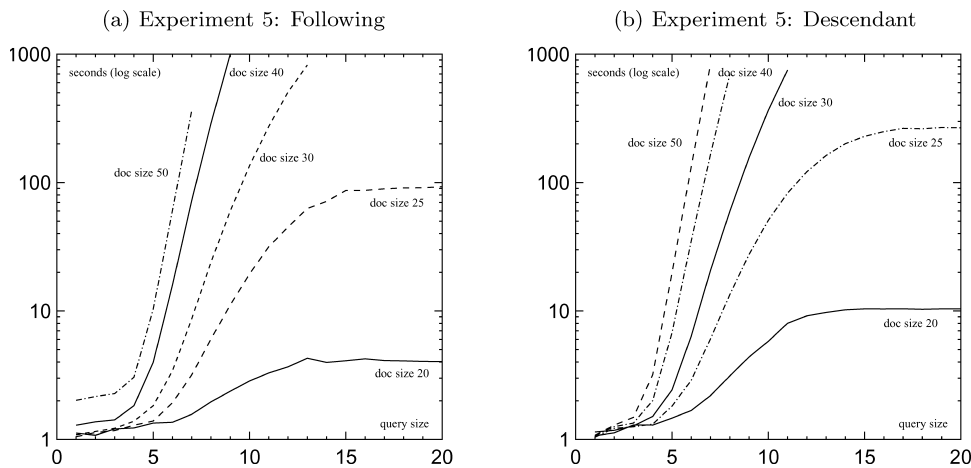 (a) Experiment 5: Following
1000
seconds (log scale)
doc size 40
doc size 50
doc size 30
100
doc size 25
10
doc size 20
query size
1
0 5 10 15 20
(b) Experiment 5: Descendant
1000
seconds (log scale)
doc size 40
doc size 30
doc size 50
doc size 25
100
10
doc size 20
query size
1
0 5 10 15 20